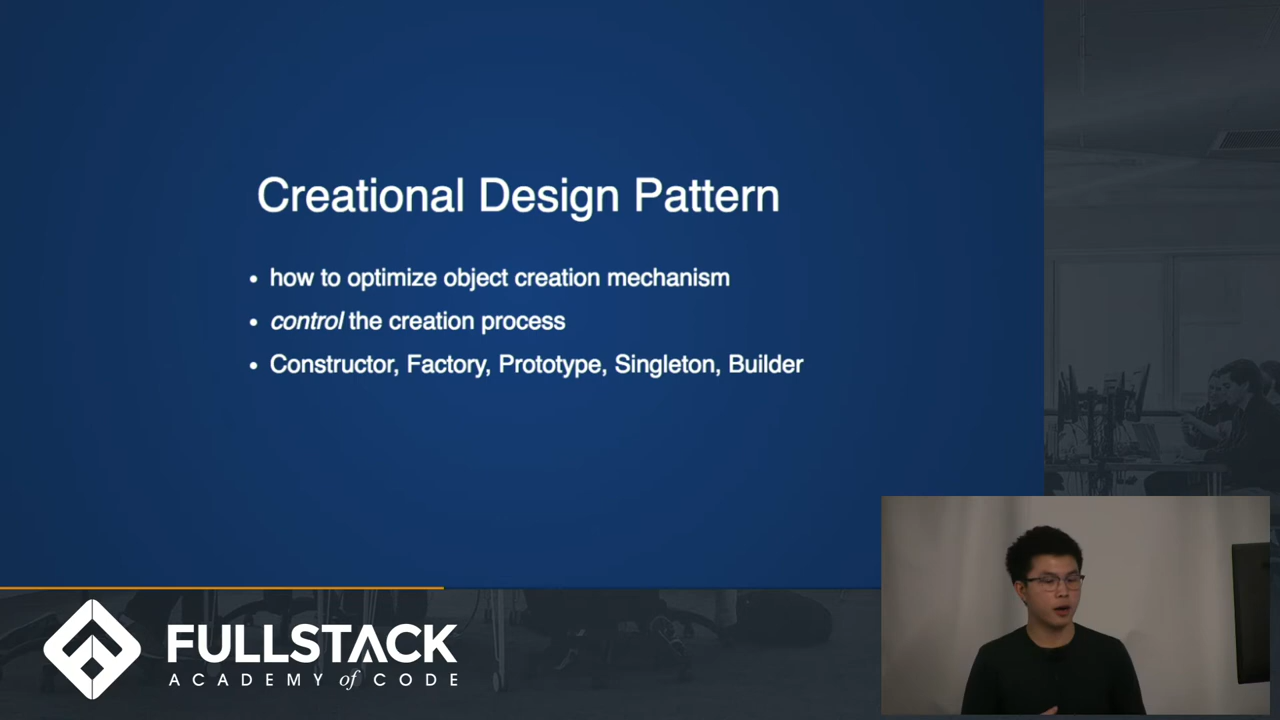 Creational Design Pattern
• how to optimize object creation mechanism
• control the creation process
• Constructor, Factory, Prototype, Singleton, Builder
FULLSTACK
ACADEMY of CODE